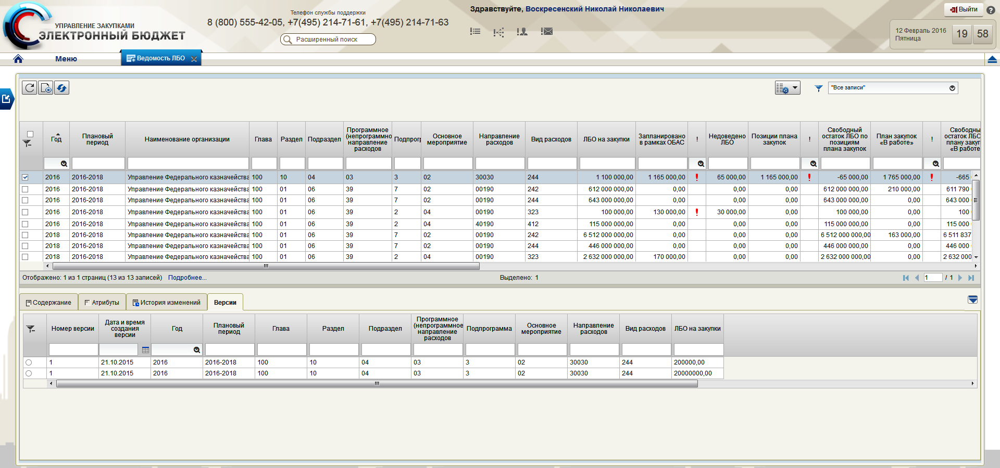 УПРАВЛЕНИЕ ЗАКУПКАМИ
ЭЛЕКТРОННЫЙ БЮДЖЕТ
Телефон службы поддержки
8 (800) 555-42-05, +7(495) 214-71-61, +7(495) 214-71-63
Расширенный поиск
Здравствуйте, Воскресенский Николай Николаевич
Выйти
12 Февраль 2016
Пятница
19 58
Меню
Ведомость ЛБО
"Все записи"
Год
Плановый период
Наименование организации
Глава
Раздел
Подраздел
Программное (непрограммно направление расходов
Подпрог
Основное мероприятие
Направление расходов
Вид расходов
ЛБО на закупки
Запланировано в рамках ОБАС
!
Недоведено ЛБО
Позиции плана закупок
!
Свободный остаток ЛБО по позициям плана закупок
План закупок «В работе»
!
Свободны остаток ЛБО плану закуп «В работе
2016 2016-2018 Управление Федерального казначейства 100 10 04 03 3 02 30030 244 1 100 000,00 1 165 000,00 ! 65 000,00 1 165 000,00 ! -65 000,00 1 765 000,00 ! -665
2016 2016-2018 Управление Федерального казначейства 100 01 06 39 7 02 00190 242 612 000 000,00 0,00 0,00 0,00 612 000 000,00 210 000,00 611 790
2016 2016-2018 Управление Федерального казначейства 100 01 06 39 7 02 00190 244 643 000 000,00 0,00 0,00 0,00 643 000 000,00 0,00 643 000
2016 2016-2018 Управление Федерального казначейства 100 01 06 39 2 04 00190 323 100 000,00 130 000,00 ! 30 000,00 0,00 100 000,00 0,00 100
2016 2016-2018 Управление Федерального казначейства 100 01 06 39 2 04 40190 412 115 000 000,00 0,00 0,00 0,00 115 000 000,00 0,00 115 000
2018 2016-2018 Управление Федерального казначейства 100 01 06 39 7 02 00190 242 6 512 000 000,00 0,00 0,00 0,00 6 512 000 000,00 163 000,00 6 511 837
2018 2016-2018 Управление Федерального казначейства 100 01 06 39 7 02 00190 244 446 000 000,00 0,00 0,00 0,00 446 000 000,00 0,00 446 000
2018 2016-2018 Управление Федерального казначейства 100 01 06 39 2 04 00190 323 2 632 000 000,00 170 000,00 0,00 0,00 2 632 000 000,00 0,00 2 632 000
Отображено: 1 из 1 страниц (13 из 13 записей) Подробнее... Выделено: 1 1 / 1
Содержание Атрибуты История изменений Версии
Номер версии
Дата и время создания версии
Год
Плановый период
Глава
Раздел
Подраздел
Программное (непрограммное направление расходов
Подпрограмма
Основное мероприятие
Направление расходов
Вид расходов
ЛБО на закупки
1 21.10.2015 2016 2016-2018 100 10 04 03 3 02 30030 244 200000,00
1 21.10.2015 2016 2016-2018 100 10 04 03 3 02 30030 244 20000000,00